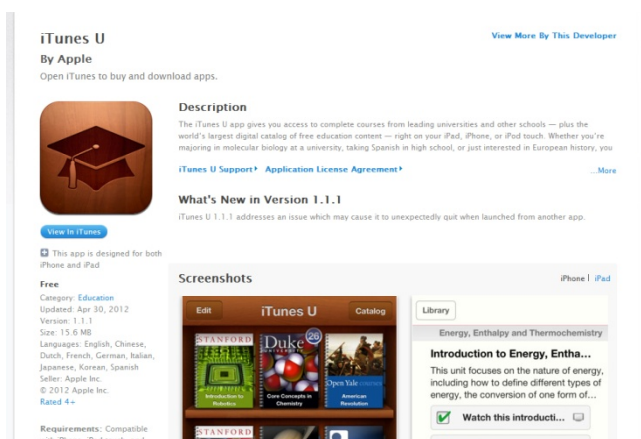 iTunes U
View More By This Developer
By Apple
Open iTunes to buy and download apps.
Description
The iTunes U app gives you access to complete courses from leading universities and other schools — plus the
world's largest digital catalog of free education content — right on your iPad, iPhone, or iPod touch. Whether you're
majoring in molecular biology at a university, taking Spanish in high school, or just interested in European history, you
iTunes U Support Application License Agreement ...More
What's New in Version 1.1.1
iTunes U 1.1.1 addresses an issue which may cause it to unexpectedly quit when launched from another app.
View In iTunes
This app is designed for both
iPhone and iPad
Free
Category: Education
Updated: Apr 30, 2012
Version: 1.1.1
Size: 15.6 MB
Languages: English, Chinese,
Dutch, French, German, Italian,
Japanese, Korean, Spanish
Seller: Apple Inc.
© 2012 Apple Inc.
Rated 4+
Requirements: Compatible
Screenshots
iPhone | iPad
Edit
iTunes U
Catalog
STANFORD
Introduction to
Robotics
Duke
UNIVERSITY
26
Core Concepts in
Chemistry
Open Yale courses
American
Revolution
STANFORD
Library
Energy, Enthalpy and Thermochemistry
Introduction to Energy, Entha...
This unit focuses on the nature of energy,
including how to define different types of
energy, the conversion of one form of...
Watch this introducti...